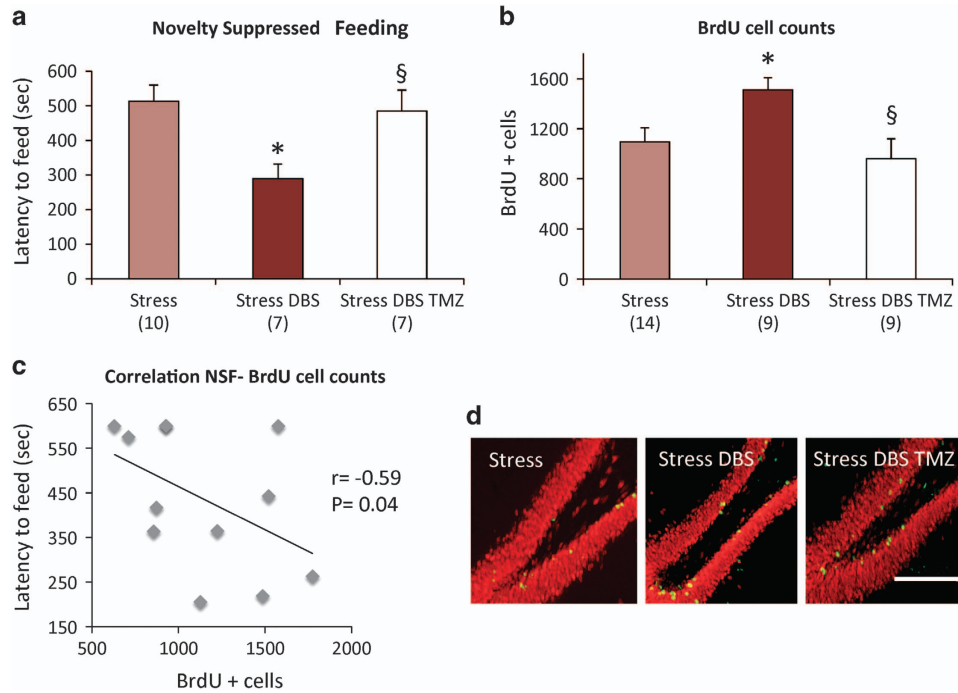 a
Novelty Suppressed Feeding
Latency to feed (sec)
600
500
400
300
200
100
0
*
§
Stress
(10)
Stress DBS
(7)
Stress DBS TMZ
(7)
b
BrdU cell counts
BrdU + cells
1600
1200
800
400
0
*
§
Stress
(14)
Stress DBS
(9)
Stress DBS TMZ
(9)
c
Correlation NSF- BrdU cell counts
Latency to feed (sec)
650
550
450
350
250
150
r= -0.59
P= 0.04
500
1000
1500
2000
BrdU + cells
d
Stress
Stress DBS
Stress DBS TMZ